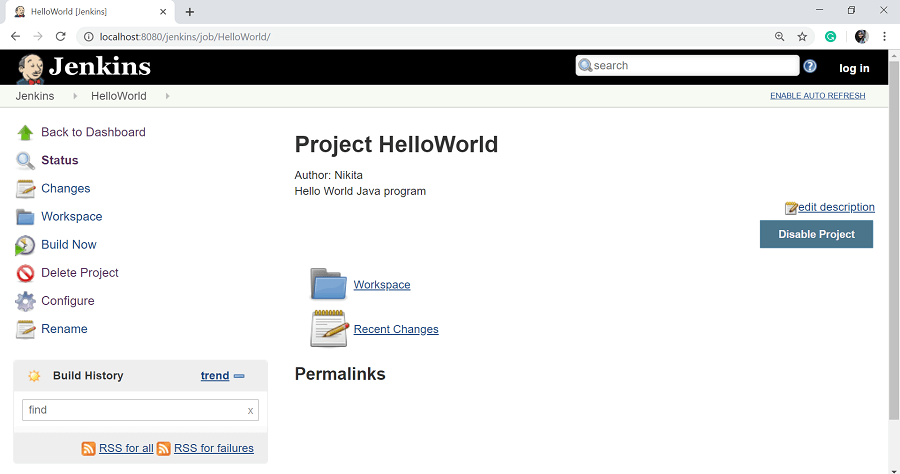 HelloWorld [Jenkins]
localhost:8080/jenkins/job/HelloWorld/
Jenkins
search
log in
Jenkins HelloWorld
ENABLE AUTO REFRESH
Back to Dashboard
Status
Changes
Workspace
Build Now
Delete Project
Configure
Rename
Build History trend
find x
RSS for all RSS for failures
Project HelloWorld
Author: Nikita
Hello World Java program
edit description
Disable Project
Workspace
Recent Changes
Permalinks